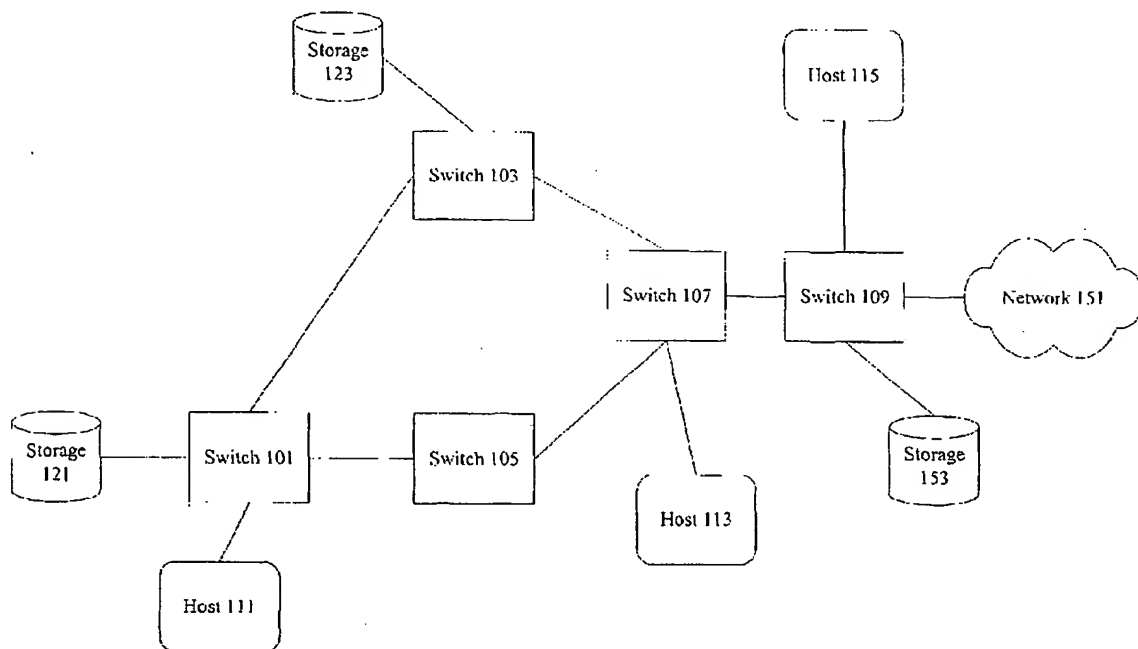 Storage
123
Host 115
Switch 103
Switch 107
Switch 109
Network 151
Storage
121
Switch 101
Switch 105
Storage
153
Host 113
Host 111